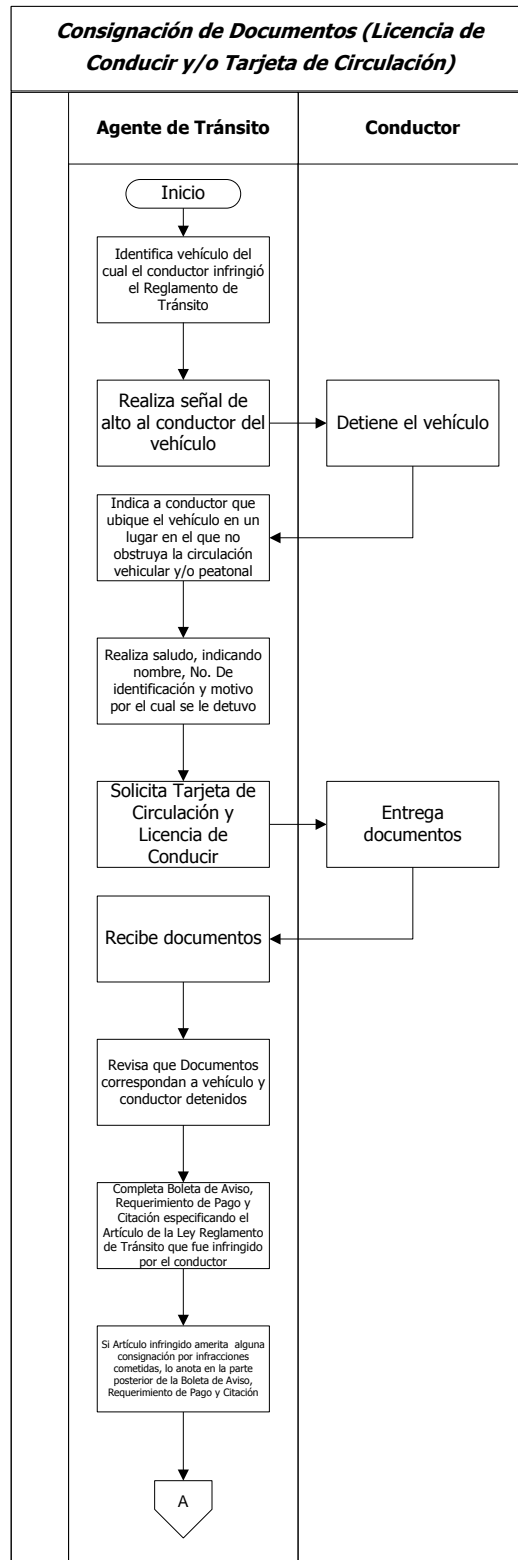 Consignación de Documentos (Licencia de
Conducir y/o Tarjeta de Circulación)
Agente de Tránsito
Conductor
Inicio
Identifica vehículo del
cual el conductor infringió
el Reglamento de
Tránsito
Realiza señal de
alto al conductor del
vehículo
Detiene el vehículo
Indica a conductor que
ubique el vehículo en un
lugar en el que no
obstruya la circulación
vehicular y/o peatonal
Realiza saludo, indicando
nombre, No. De
identificación y motivo
por el cual se le detuvo
Solicita Tarjeta de
Circulación y
Licencia de
Conducir
Entrega
documentos
Recibe documentos
Revisa que Documentos
correspondan a vehículo y
conductor detenidos
Completa Boleta de Aviso,
Requerimiento de Pago y
Citación especificando el
Artículo de la Ley Reglamento
de Tránsito que fue infringido
por el conductor
Si Artículo infringido amerita alguna
consignación por infracciones
cometidas, lo anota en la parte
posterior de la Boleta de Aviso,
Requerimiento de Pago y Citación
A